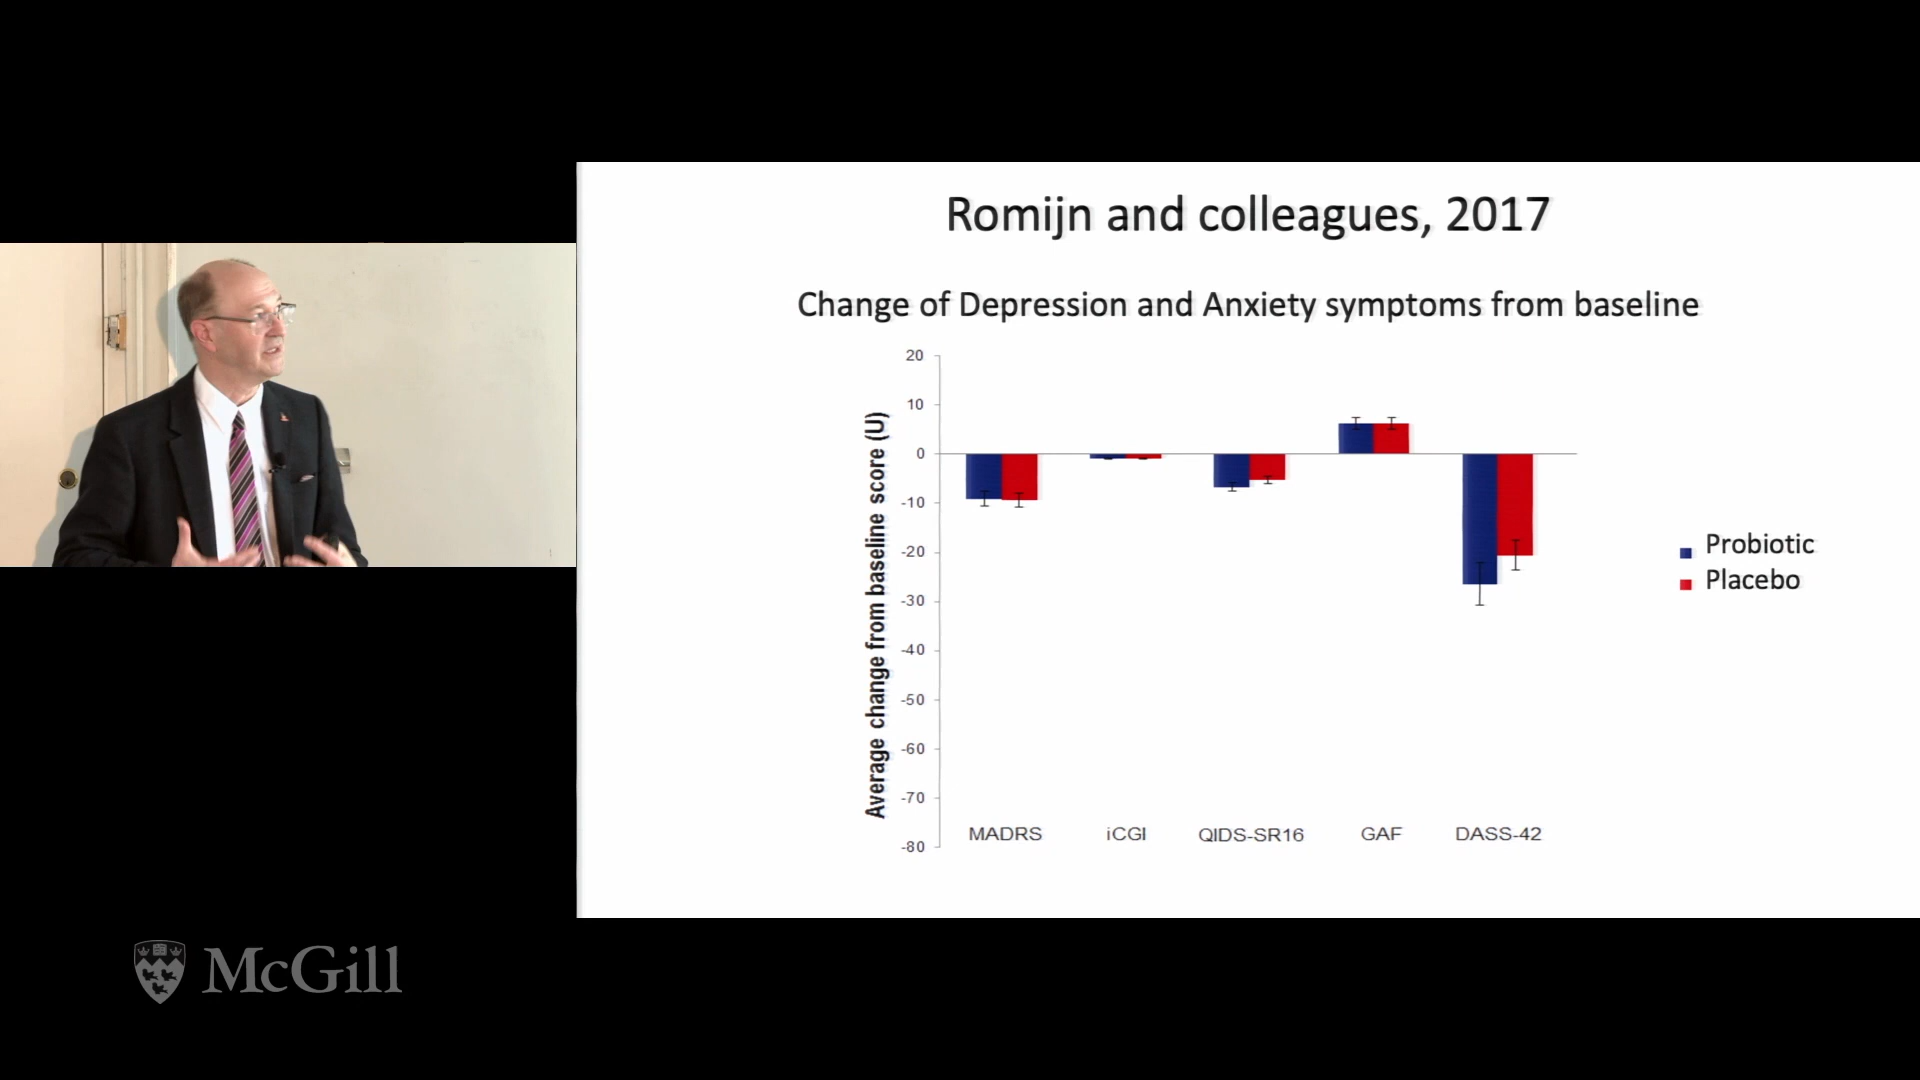 Romijn and colleagues, 2017
Change of Depression and Anxiety symptoms from baseline
Average change from baseline score (U)
20
10
0
-10
-20
-30
-40
-50
-60
-70
-80
MADRS iCGI QIDS-SR16 GAF DASS-42
Probiotic
Placebo
McGill